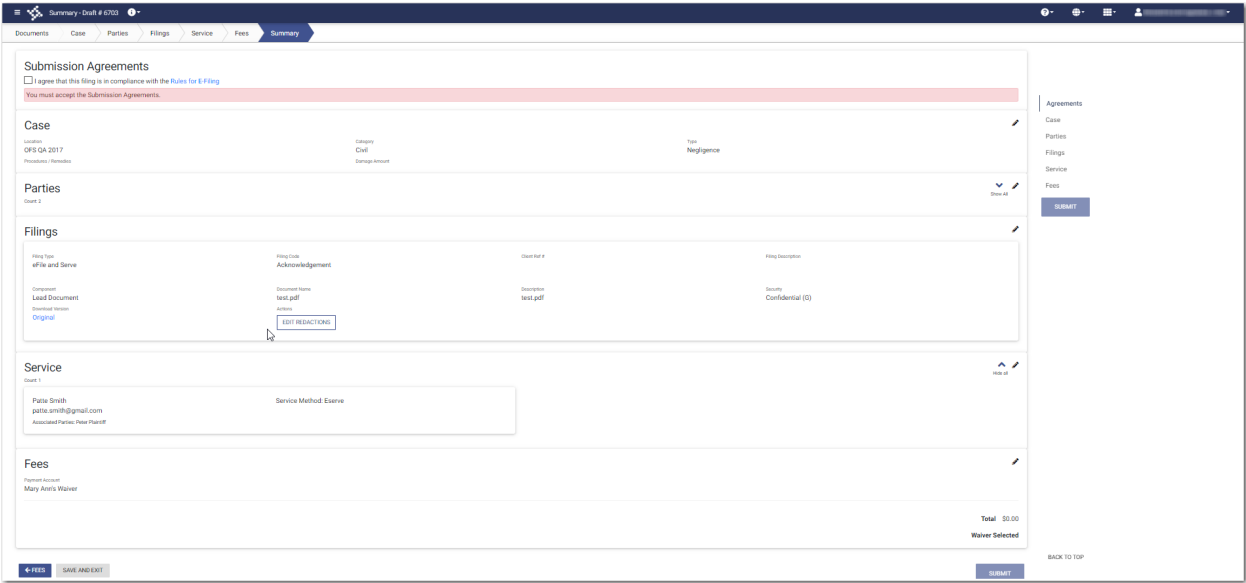 Summary - Draft # 6703
Documents Case Parties Filings Service Fees Summary
Submission Agreements
I agree that this filing is in compliance with the Rules for E-Filing
You must accept the Submission Agreements.
Case
Location Category Type
OFS QA 2017 Civil Negligence
Procedures / Remedies Damage Amount
Parties
Count: 2
Show All
Filings
Filing Type Filing Code Client Ref # Filing Description
eFile and Serve Acknowledgement
Component Document Name Description Security
Lead Document test.pdf test.pdf Confidential (G)
Download Version Actions
Original
EDIT REDACTIONS
Service
Count: 1
Hide all
Patte Smith Service Method: Eserve
patte.smith@gmail.com
Associated Parties: Peter Plaintiff
Fees
Payment Account
Mary Ann's Waiver
Total $0.00
Waiver Selected
FEES SAVE AND EXIT SUBMIT
Agreements
Case
Parties
Filings
Service
Fees
SUBMIT
BACK TO TOP